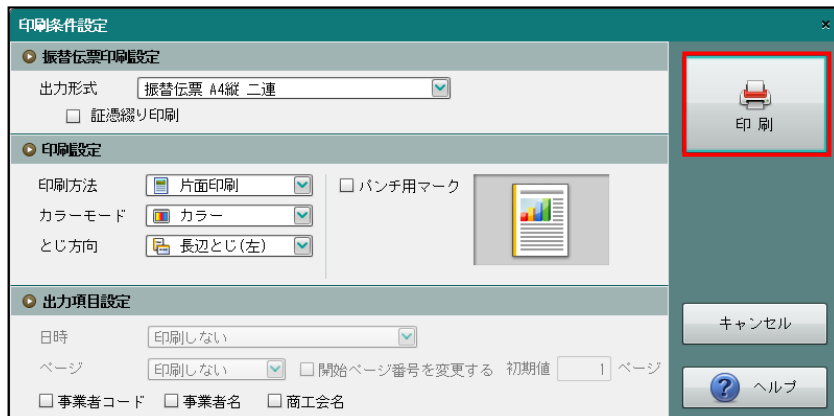 印刷条件設定 ×
振替伝票印刷設定
出力形式 振替伝票 A4縦 二連
証憑綴り印刷
印 刷
印刷設定
印刷方法 片面印刷 パンチ用マーク
カラーモード カラー
とじ方向 長辺とじ(左)
出力項目設定
日時 印刷しない
ページ 印刷しない 開始ページ番号を変更する 初期値 1 ページ
事業者コード 事業者名 商工会名
キャンセル
? ヘルプ